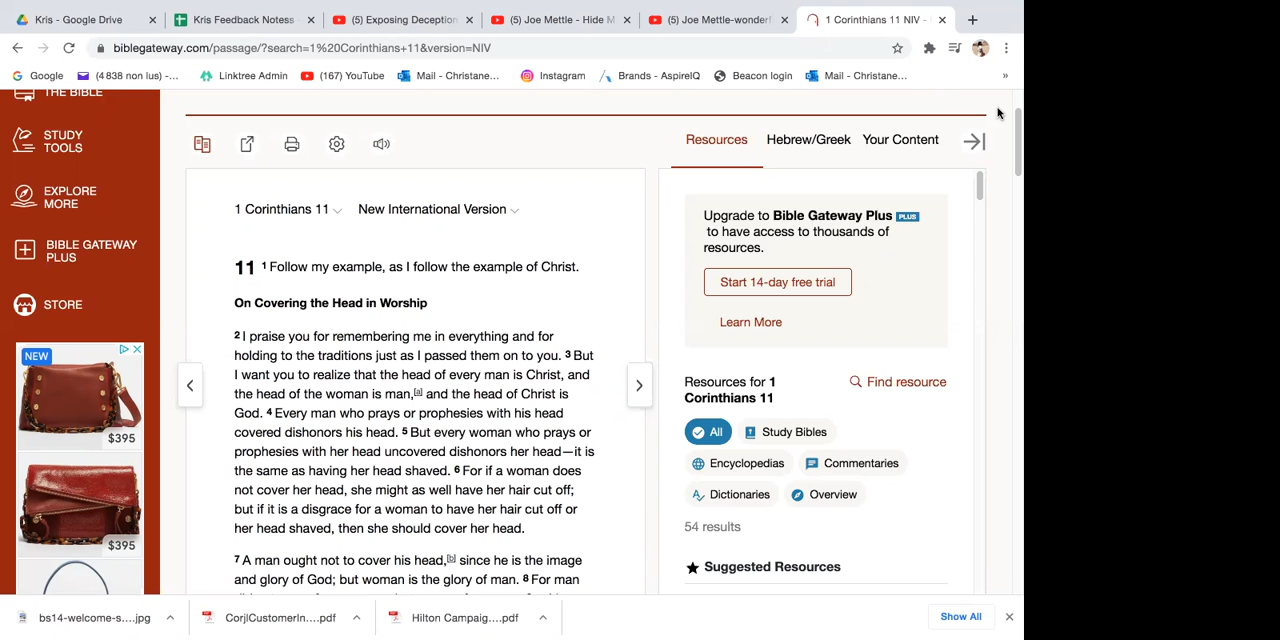 Kris - Google Drive
Kris Feedback Notess -
(5) Exposing Deception
(5) Joe Mettle - Hide M
(5) Joe Mettle-wonderf
1 Corinthians 11 NIV -
biblegateway.com/passage/?search=1%20Corinthians+11&version=NIV
Google
(4 838 non lus) -...
Linktree Admin
(167) YouTube
Mail - Christane...
Instagram
Brands - AspireIQ
Beacon login
Mail - Christane...
»
THE BIBLE
STUDY
TOOLS
EXPLORE
MORE
BIBLE GATEWAY
PLUS
STORE
NEW
$395
$395
Resources
Hebrew/Greek
Your Content
1 Corinthians 11
New International Version
11 1 Follow my example, as I follow the example of Christ.
On Covering the Head in Worship
2 I praise you for remembering me in everything and for
holding to the traditions just as I passed them on to you. 3 But
I want you to realize that the head of every man is Christ, and
the head of the woman is man,[a] and the head of Christ is
God. 4 Every man who prays or prophesies with his head
covered dishonors his head. 5 But every woman who prays or
prophesies with her head uncovered dishonors her head—it is
the same as having her head shaved. 6 For if a woman does
not cover her head, she might as well have her hair cut off;
but if it is a disgrace for a woman to have her hair cut off or
her head shaved, then she should cover her head.
7 A man ought not to cover his head,[b] since he is the image
and glory of God; but woman is the glory of man. 8 For man
Upgrade to Bible Gateway Plus PLUS
to have access to thousands of
resources.
Start 14-day free trial
Learn More
Resources for 1
Corinthians 11
Find resource
All
Study Bibles
Encyclopedias
Commentaries
Dictionaries
Overview
54 results
Suggested Resources
bs14-welcome-s....jpg
CorjlCustomerIn....pdf
Hilton Campaig....pdf
Show All